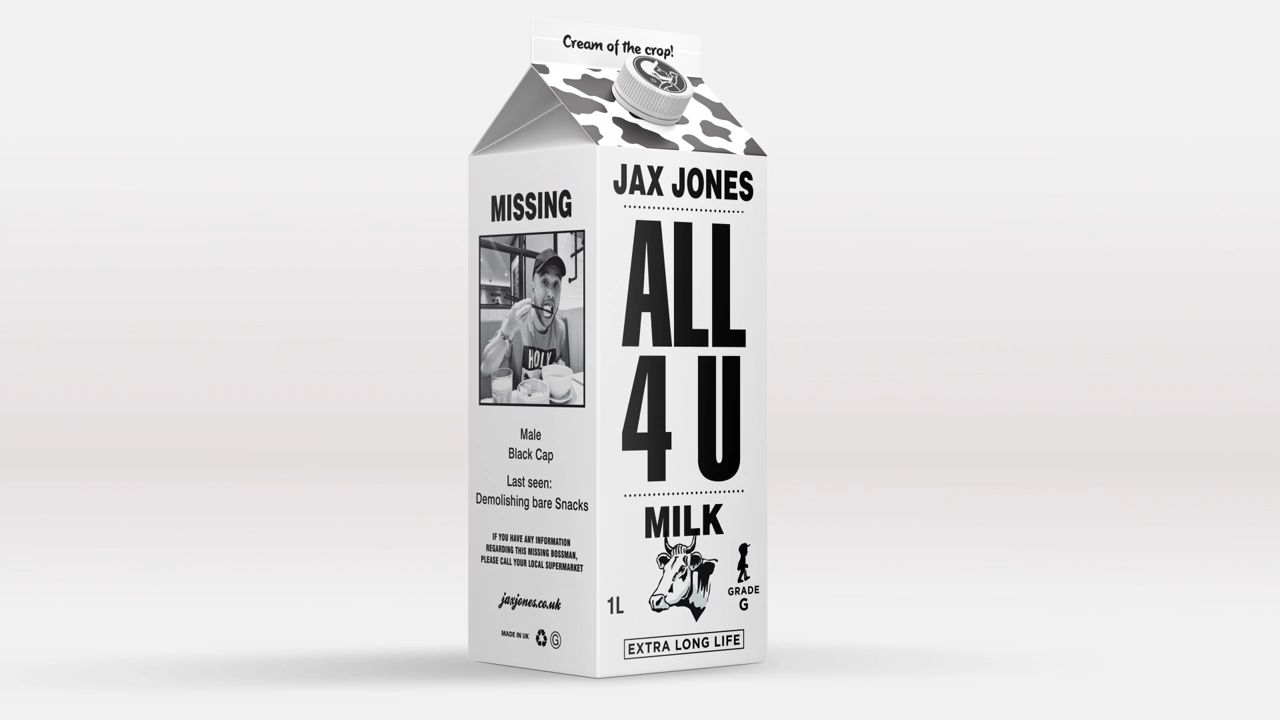 Cream of the crop!
MISSING
HOLY
Male
Black Cap
Last seen:
Demolishing bare Snacks
IF YOU HAVE ANY INFORMATION
REGARDING THIS MISSING BOSSMAN,
PLEASE CALL YOUR LOCAL SUPERMARKET
jaxjones.co.uk
MADE IN UK
G
JAX JONES
ALL
4 U
MILK
1L
GRADE
G
EXTRA LONG LIFE